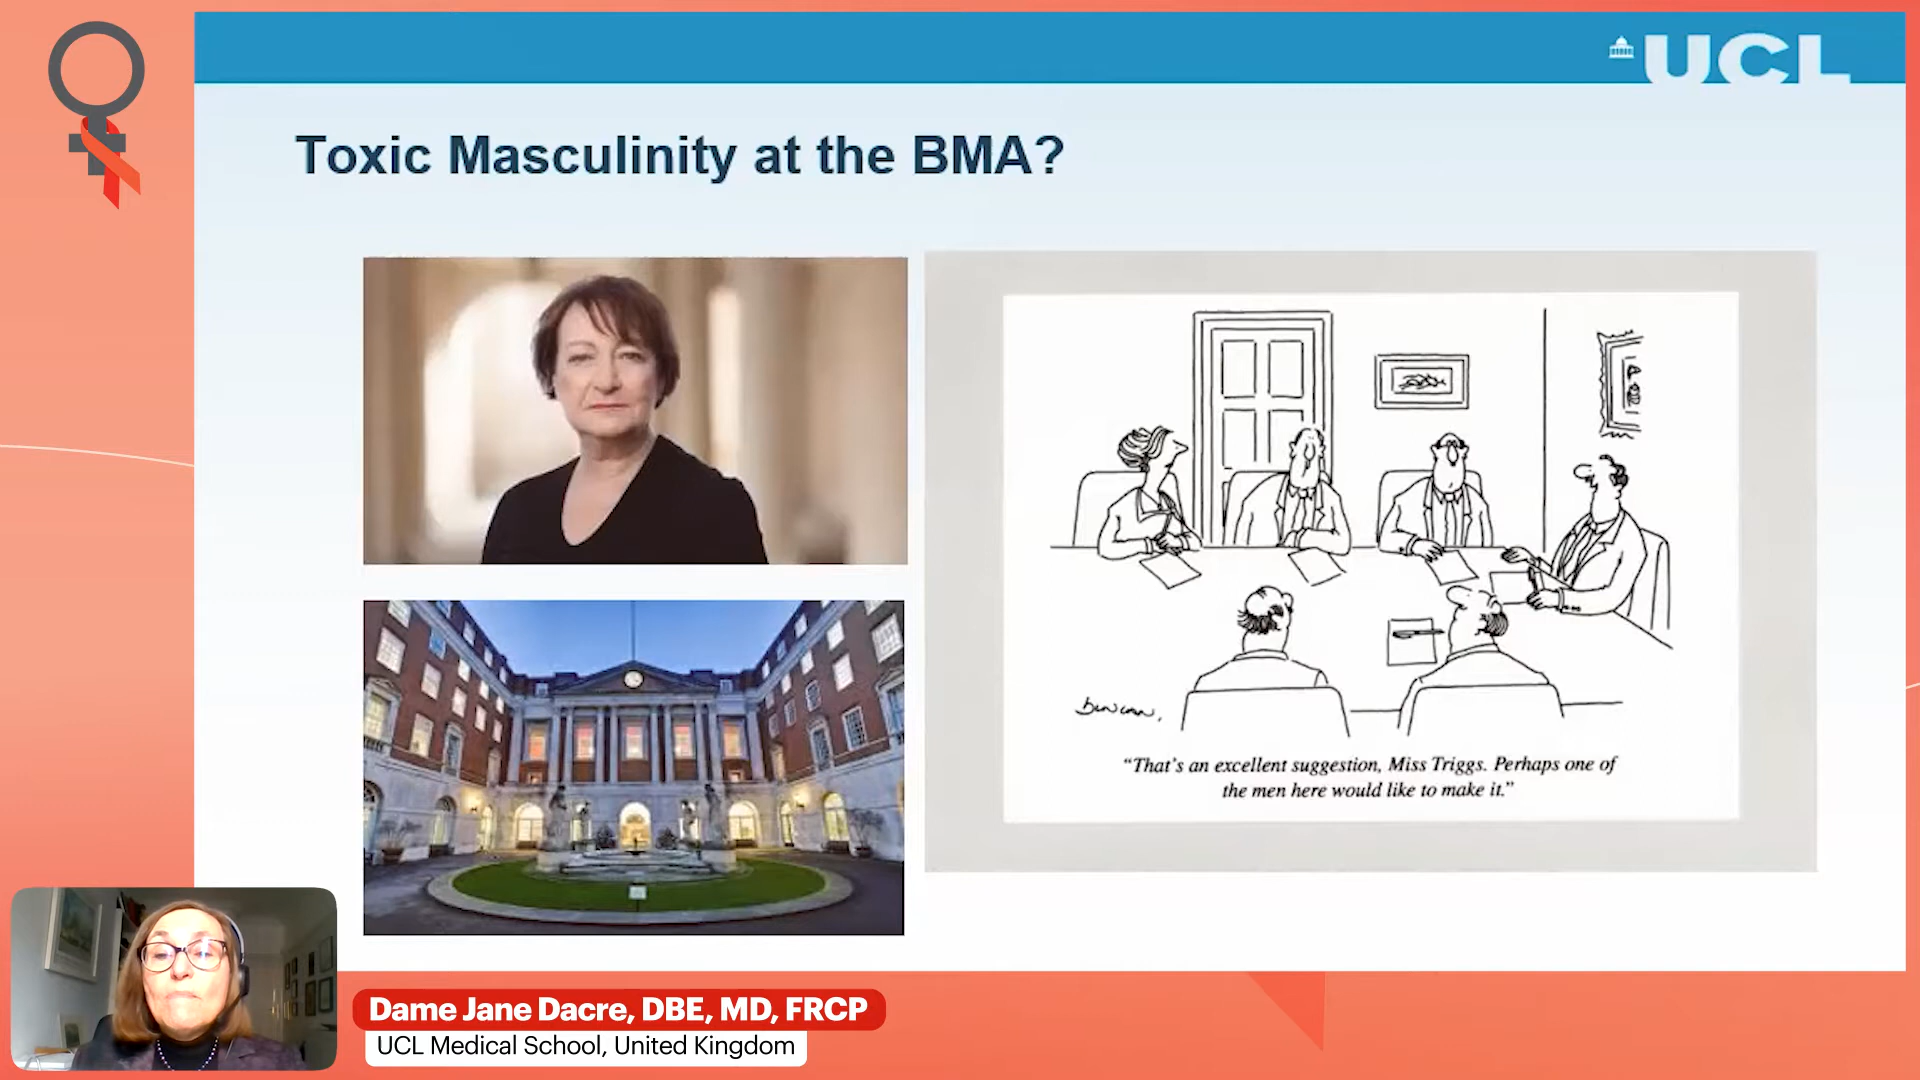 UCL
Toxic Masculinity at the BMA?
"That's an excellent suggestion, Miss Triggs. Perhaps one of
the men here would like to make it."
Dame Jane Dacre, DBE, MD, FRCP
UCL Medical School, United Kingdom